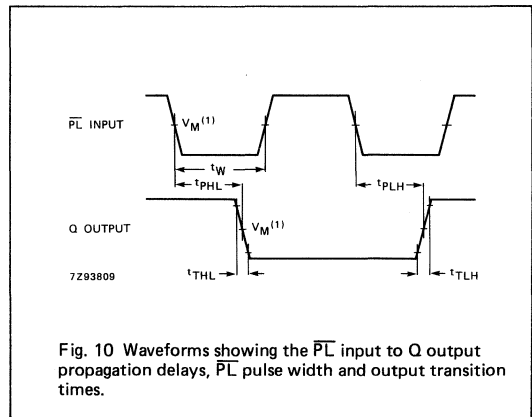 PL INPUT
VM(1)
tW
tPHL
tPLH
Q OUTPUT
VM(1)
tTHL
tTLH
7Z93809
Fig. 10 Waveforms showing the PL input to Q output
propagation delays, PL pulse width and output transition
times.